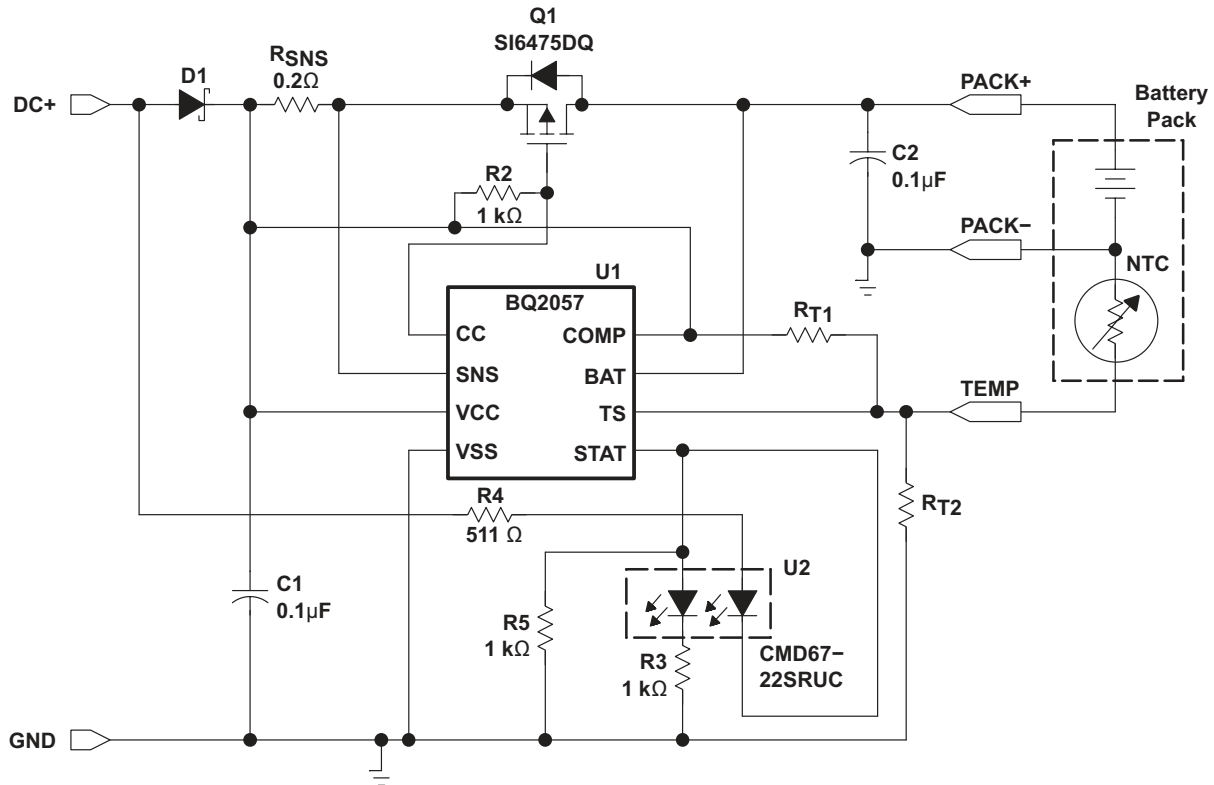 Q1
SI6475DQ
RSNS
0.2Ω
D1
DC+
PACK+
Battery
Pack
C2
0.1µF
R2
1 kΩ
PACK−
NTC
U1
BQ2057
CC
COMP
SNS
BAT
VCC
TS
VSS
STAT
RT1
TEMP
RT2
R4
511 Ω
U2
C1
0.1µF
R5
1 kΩ
R3
1 kΩ
CMD67−
22SRUC
GND